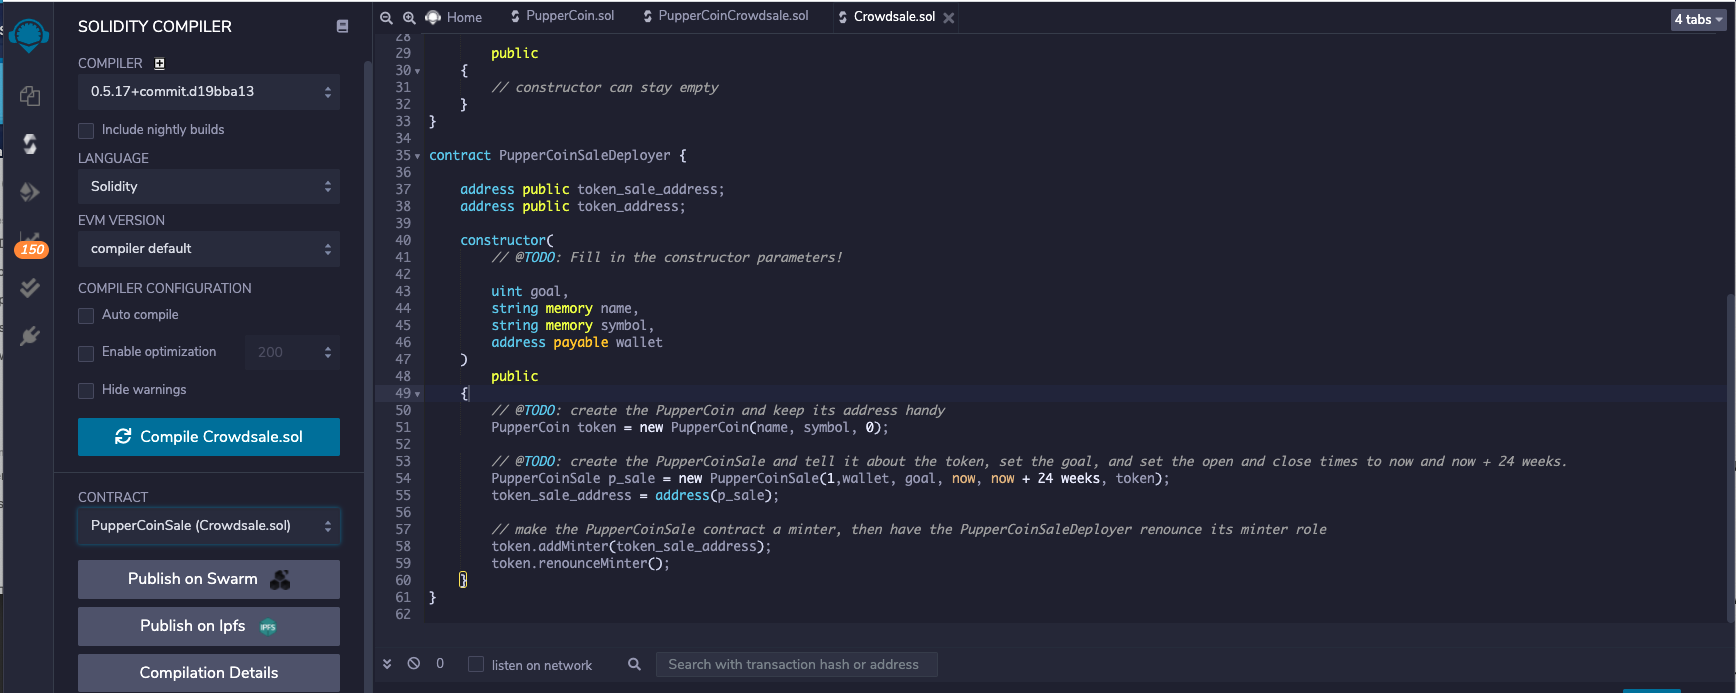 SOLIDITY COMPILER
COMPILER
0.5.17+commit.d19bba13
Include nightly builds
LANGUAGE
Solidity
EVM VERSION
compiler default
150
COMPILER CONFIGURATION
Auto compile
Enable optimization
200
Hide warnings
Compile Crowdsale.sol
CONTRACT
PupperCoinSale (Crowdsale.sol)
Publish on Swarm
Publish on Ipfs
IPFS
Compilation Details
Home PupperCoin.sol PupperCoinCrowdsale.sol Crowdsale.sol 4 tabs
28
29 public
30 {
31 // constructor can stay empty
32 }
33 }
34
35 contract PupperCoinSaleDeployer {
36
37 address public token_sale_address;
38 address public token_address;
39
40 constructor(
41 // @TODO: Fill in the constructor parameters!
42
43 uint goal,
44 string memory name,
45 string memory symbol,
46 address payable wallet
47 )
48 public
49 {
50 // @TODO: create the PupperCoin and keep its address handy
51 PupperCoin token = new PupperCoin(name, symbol, 0);
52
53 // @TODO: create the PupperCoinSale and tell it about the token, set the goal, and set the open and close times to now and now + 24 weeks.
54 PupperCoinSale p_sale = new PupperCoinSale(1,wallet, goal, now, now + 24 weeks, token);
55 token_sale_address = address(p_sale);
56
57 // make the PupperCoinSale contract a minter, then have the PupperCoinSaleDeployer renounce its minter role
58 token.addMinter(token_sale_address);
59 token.renounceMinter();
60 }
61 }
62
0 listen on network Search with transaction hash or address